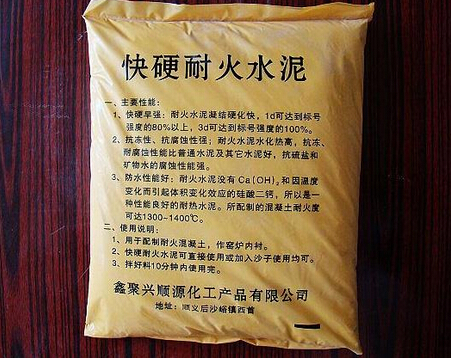 快硬耐火水泥
一、主要性能:
1、快硬早强:耐火水泥凝结硬化快,1d可达到标号
强度的80%以上,3d可达标号强度的100%。
2、抗冻性、抗腐蚀性强:耐火水泥水化热高,抗冻、
耐腐蚀性能比普通水泥及其它水泥好,抗硫盐和
矿物水的腐蚀性能强。
3、防水性能好:耐火水泥没有Ca(OH)₂和因温度
变化而引起体积变化效应的硅酸二钙,所以是一
种性能良好的耐热水泥。所配制的混凝土耐火度
可达1300~1400℃。
二、使用说明:
1、用于配制耐火混凝土,作窑炉内衬。
2、快硬耐火水泥可直接使用或加入沙子使用均可。
3、拌好料10分钟内使用完。
鑫聚兴顺源化工产品有限公司
地址:顺义后沙峪镇西首